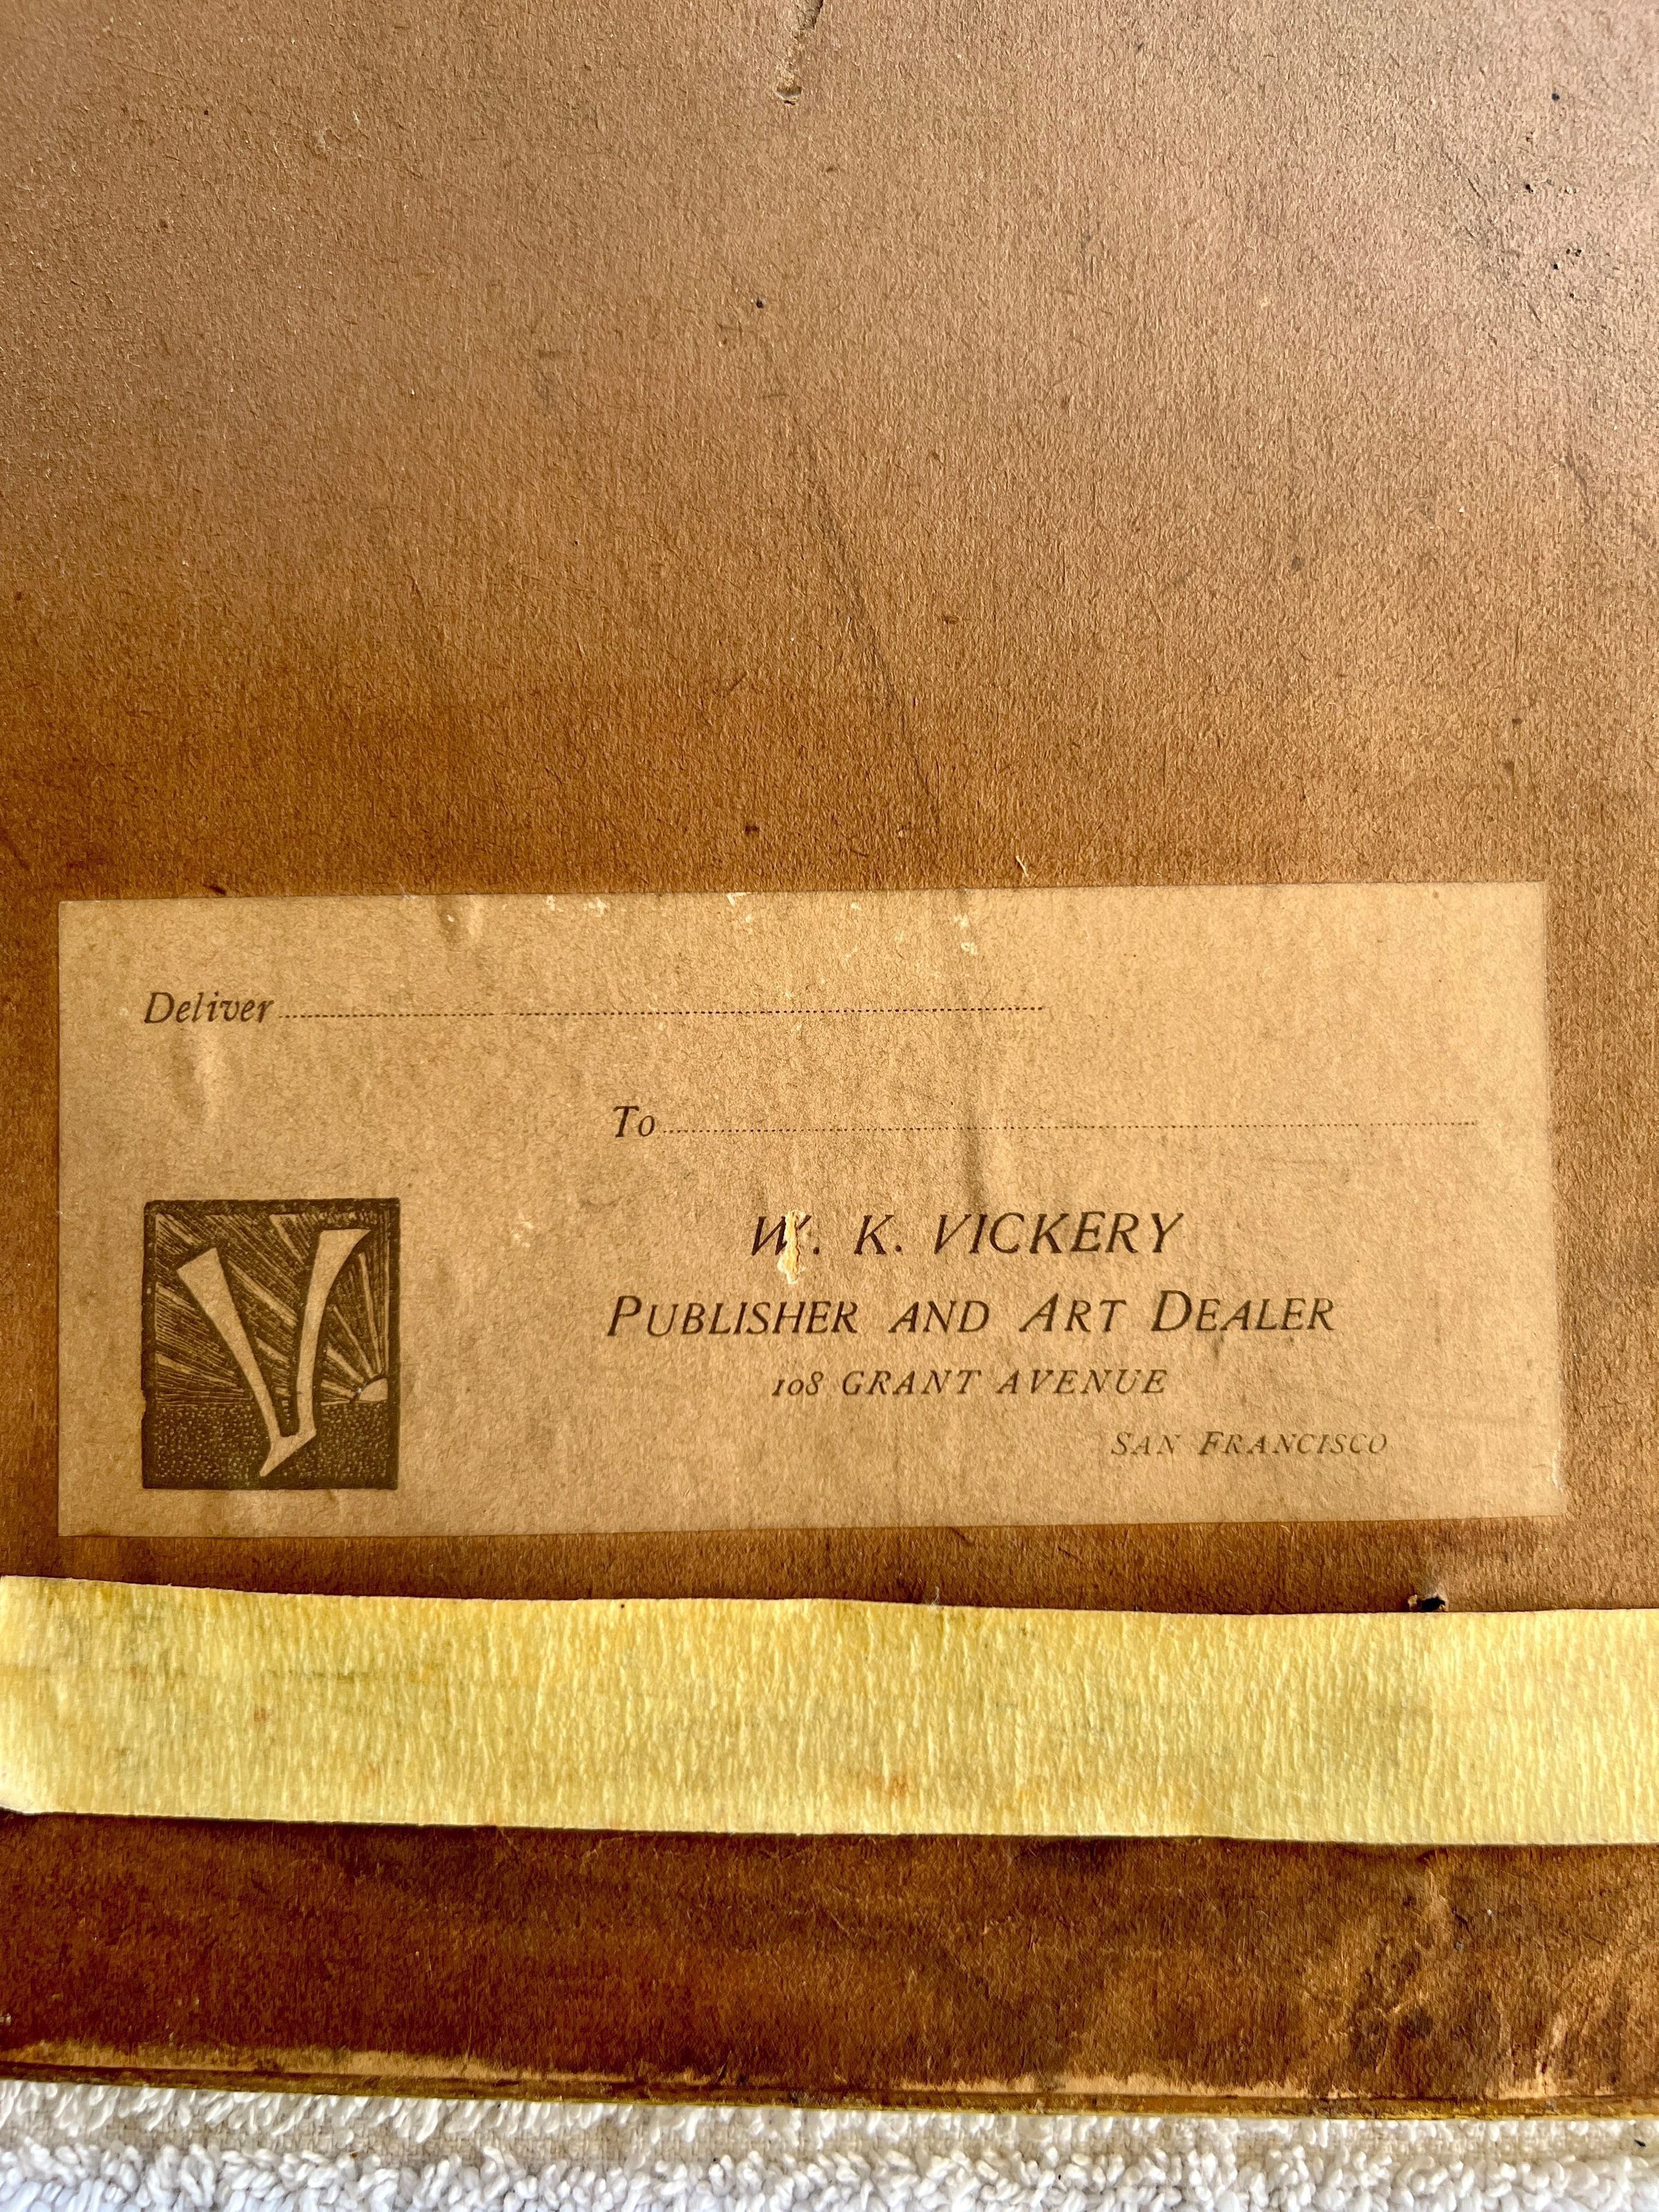 Deliver
To
W. K. VICKERY
PUBLISHER AND ART DEALER
108 GRANT AVENUE
SAN FRANCISCO
V